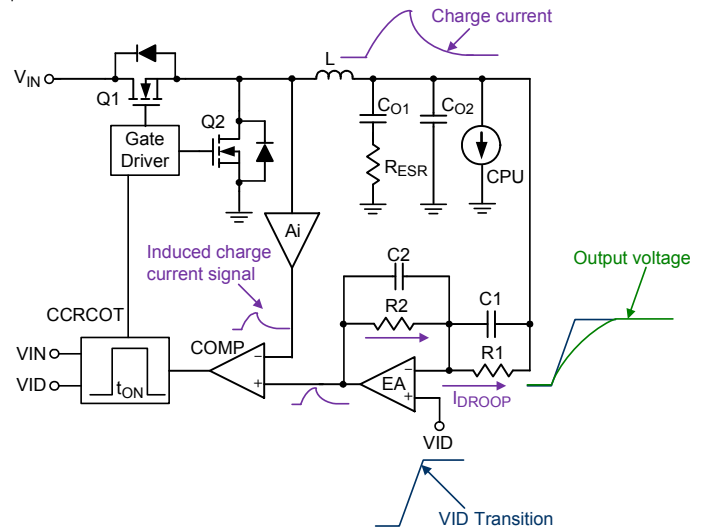 Charge current
L
VIN
Q1
Q2
CO1
CO2
Gate
Driver
RESR
CPU
Ai
Induced charge
current signal
C2
Output voltage
C1
CCRCOT
R2
VIN
COMP
R1
VID
tON
EA
IDROOP
VID
VID Transition